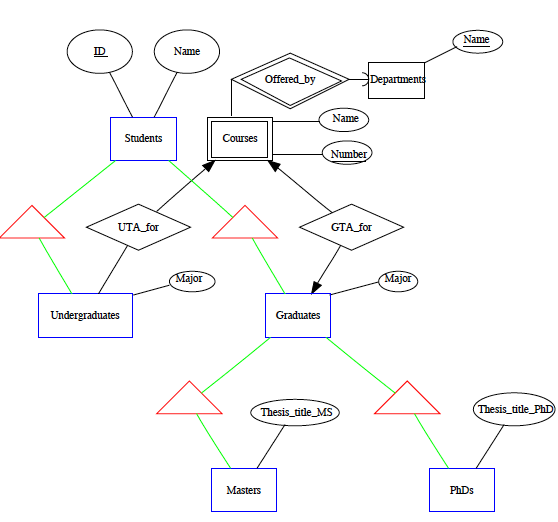 Name
ID
Name
Offered_by
Departments
Students
Courses
Name
Number
UTA_for
GTA_for
Major
Major
Undergraduates
Graduates
Thesis_title_MS
Thesis_title_PhD
Masters
PhDs